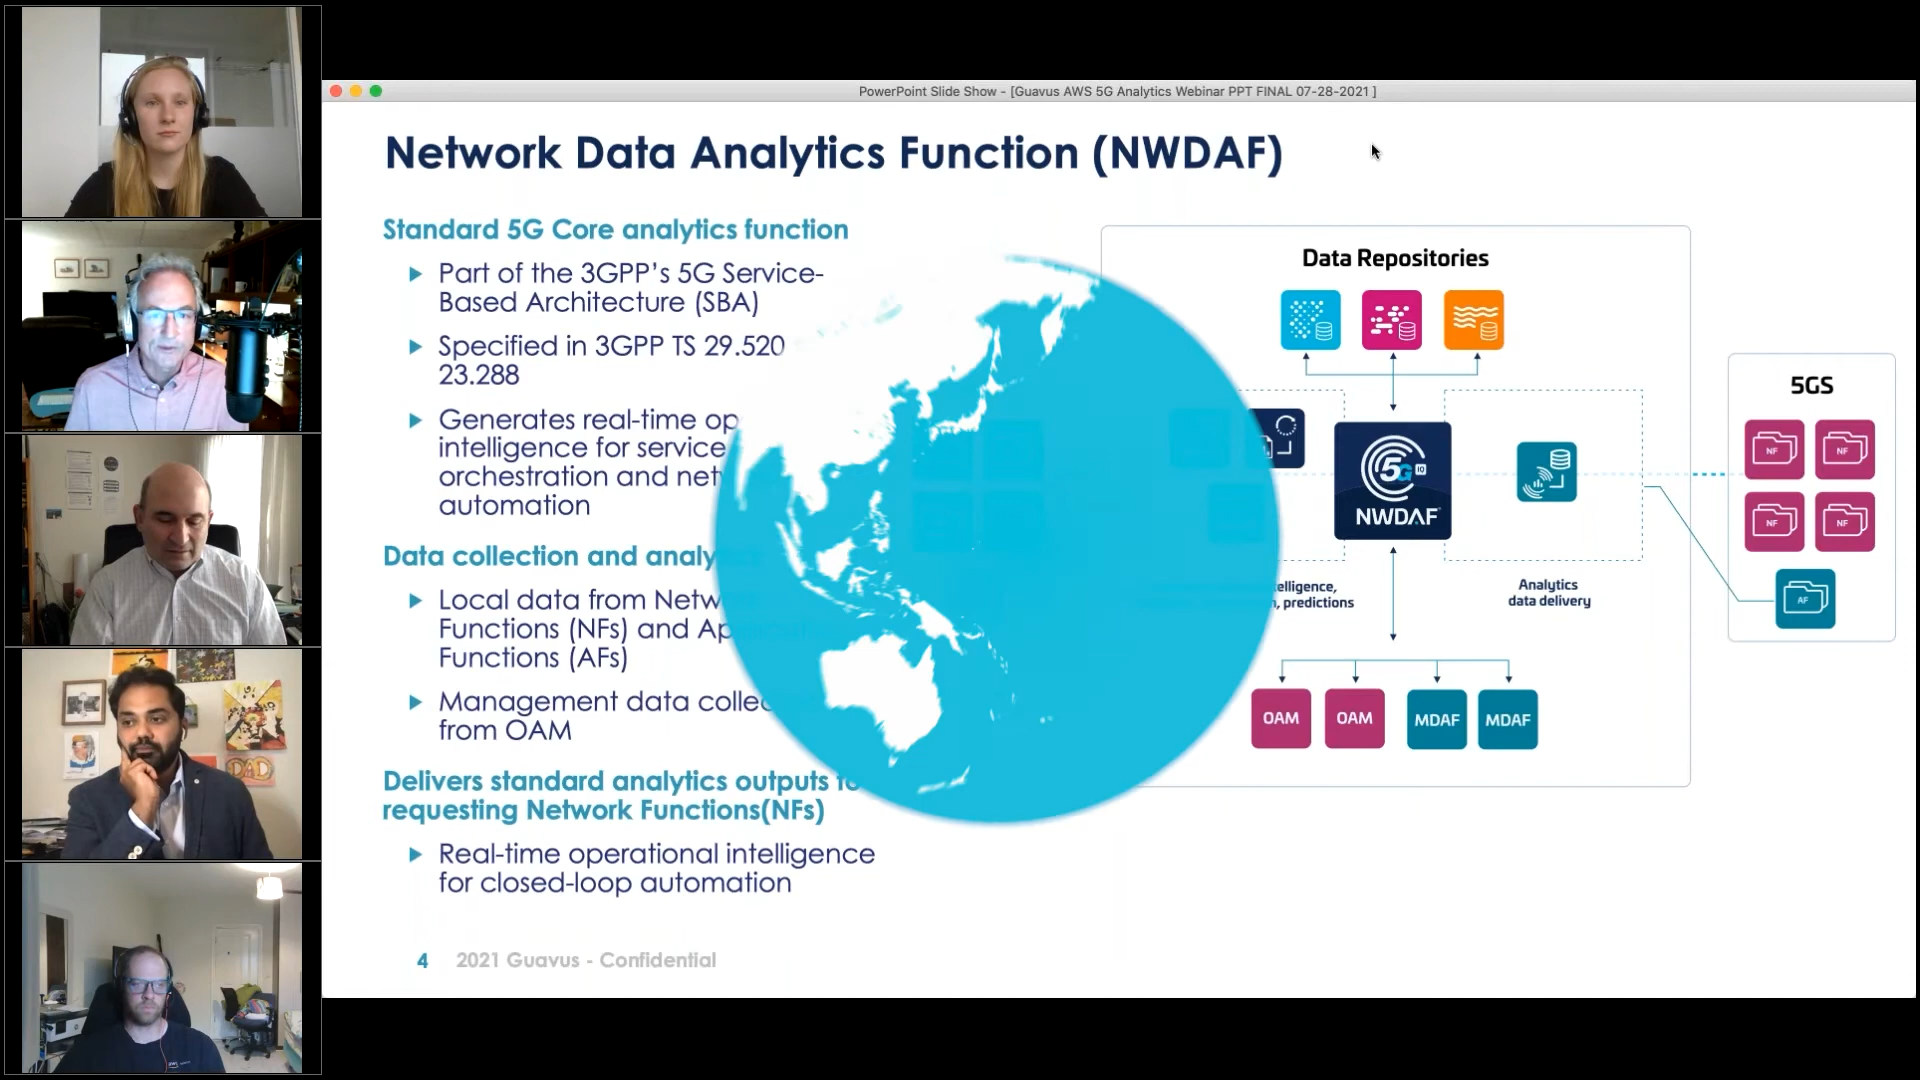 PowerPoint Slide Show - [Guavus AWS 5G Analytics Webinar PPT FINAL 07-28-2021 ]
Network Data Analytics Function (NWDAF)
Standard 5G Core analytics function
Part of the 3GPP’s 5G Service-
Based Architecture (SBA)
Specified in 3GPP TS 29.520
23.288
Generates real-time op
intelligence for service
orchestration and
automation
Data collection and
Local data from
Functions (NFs) and
Functions (AFs)
Management data
from OAM
Delivers standard analytics outputs
requesting Network Functions(NFs)
Real-time operational intelligence
for closed-loop automation
4 2021 Guavus - Confidential
Data Repositories
5G IQ
NWDAF
elligence,
, predictions
Analytics
data delivery
OAM OAM MDAF MDAF
5GS
NF NF
NF NF
AF
DAD
aws